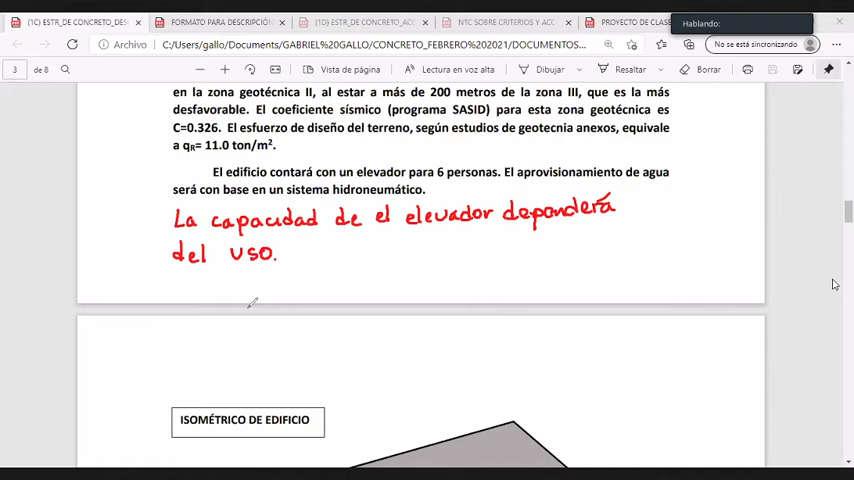 (1C) ESTR_DE CONCRETO_DES
FORMATO PARA DESCRIPCIÓN
(1D) ESTR_DE CONCRETO_ACC
NTC SOBRE CRITERIOS Y ACC
PROYECTO DE CLASE
Hablando:
Archivo
C:/Users/gallo/Documents/GABRIEL%20GALLO/CONCRETO_FEBRERO%202021/DOCUMENTOS...
No se está sincronizando
3 de 8
Vista de página
Lectura en voz alta
Dibujar
Resaltar
Borrar
en la zona geotécnica II, al estar a más de 200 metros de la zona III, que es la más
desfavorable. El coeficiente sísmico (programa SASID) para esta zona geotécnica es
C=0.326. El esfuerzo de diseño del terreno, según estudios de geotecnia anexos, equivale
a qR= 11.0 ton/m².
El edificio contará con un elevador para 6 personas. El aprovisionamiento de agua
será con base en un sistema hidroneumático.
La capacidad de el elevador dependerá
del uso.
ISOMÉTRICO DE EDIFICIO